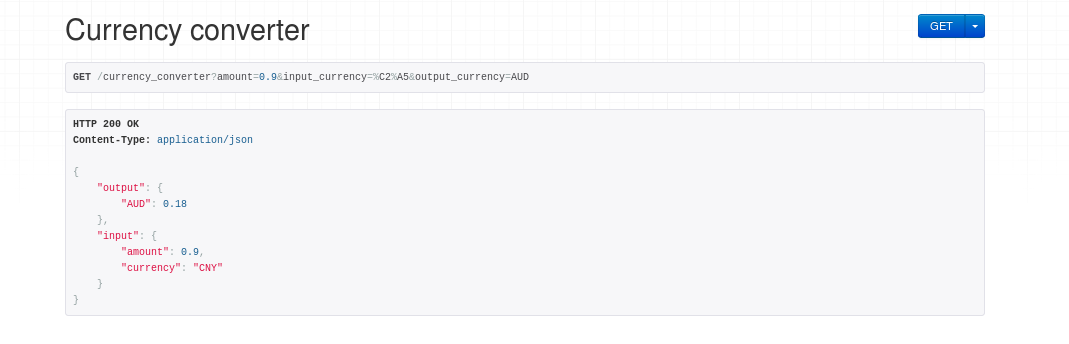 Currency converter
GET
GET /currency_converter?amount=0.9&input_currency=%C2%A5&output_currency=AUD
HTTP 200 OK
Content-Type: application/json
{
    "output": {
        "AUD": 0.18
    },
    "input": {
        "amount": 0.9,
        "currency": "CNY"
    }
}